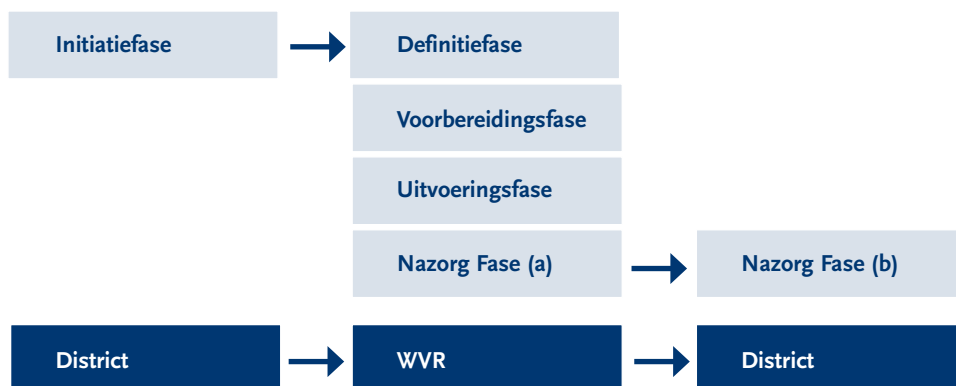 Initiatiefase
Definitiefase
Voorbereidingsfase
Uitvoeringsfase
Nazorg Fase (a)
Nazorg Fase (b)
District
WVR
District